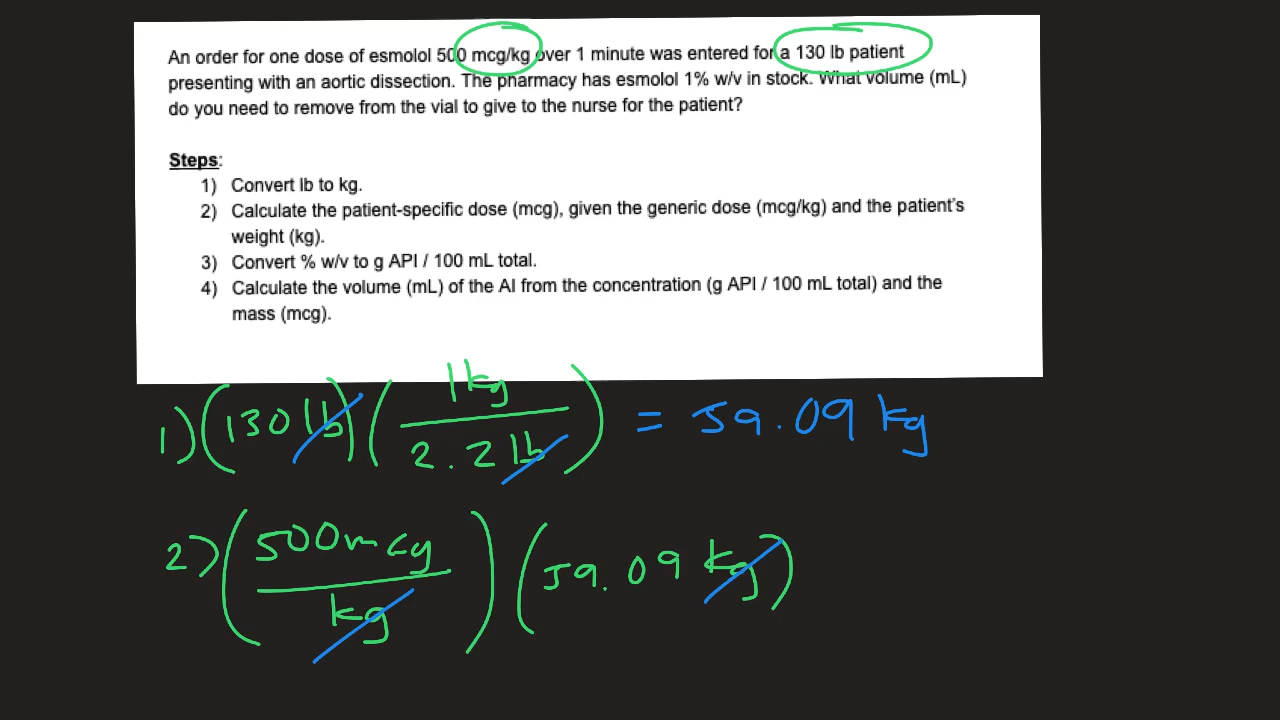 An order for one dose of esmolol 500 mcg/kg over 1 minute was entered for a 130 lb patient
presenting with an aortic dissection. The pharmacy has esmolol 1% w/v in stock. What volume (mL)
do you need to remove from the vial to give to the nurse for the patient?
Steps:
1) Convert lb to kg.
2) Calculate the patient-specific dose (mcg), given the generic dose (mcg/kg) and the patient's
weight (kg).
3) Convert % w/v to g API / 100 mL total.
4) Calculate the volume (mL) of the AI from the concentration (g API / 100 mL total) and the
mass (mcg).
1) (130 lb) (1kg / 2.2 lb) = 59.09 kg
2) (500mcg / kg) (59.09 kg)